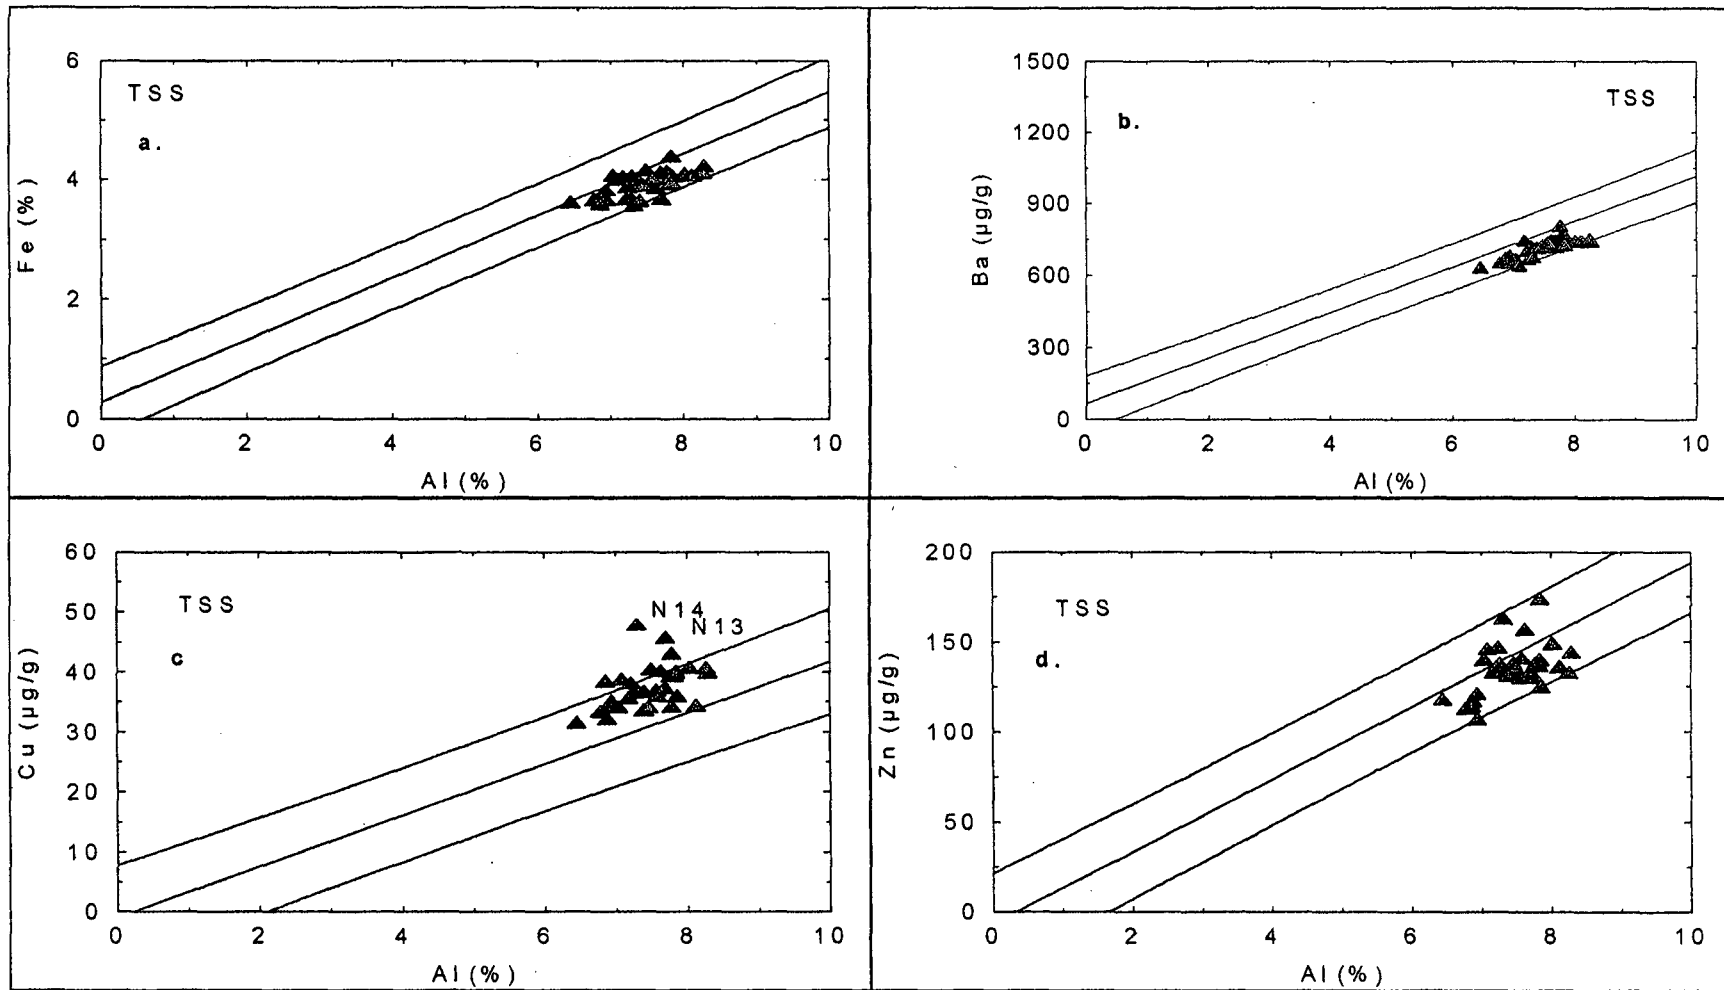 TSS
a.
6
4
2
0
Fe (%)
0 2 4 6 8 10
Al (%)
TSS
b.
1500
1200
900
600
300
0
Ba (µg/g)
0 2 4 6 8 10
Al (%)
TSS
c
N14
N13
60
50
40
30
20
10
0
Cu (µg/g)
0 2 4 6 8 10
Al (%)
TSS
d.
200
150
100
50
0
Zn (µg/g)
0 2 4 6 8 10
Al (%)